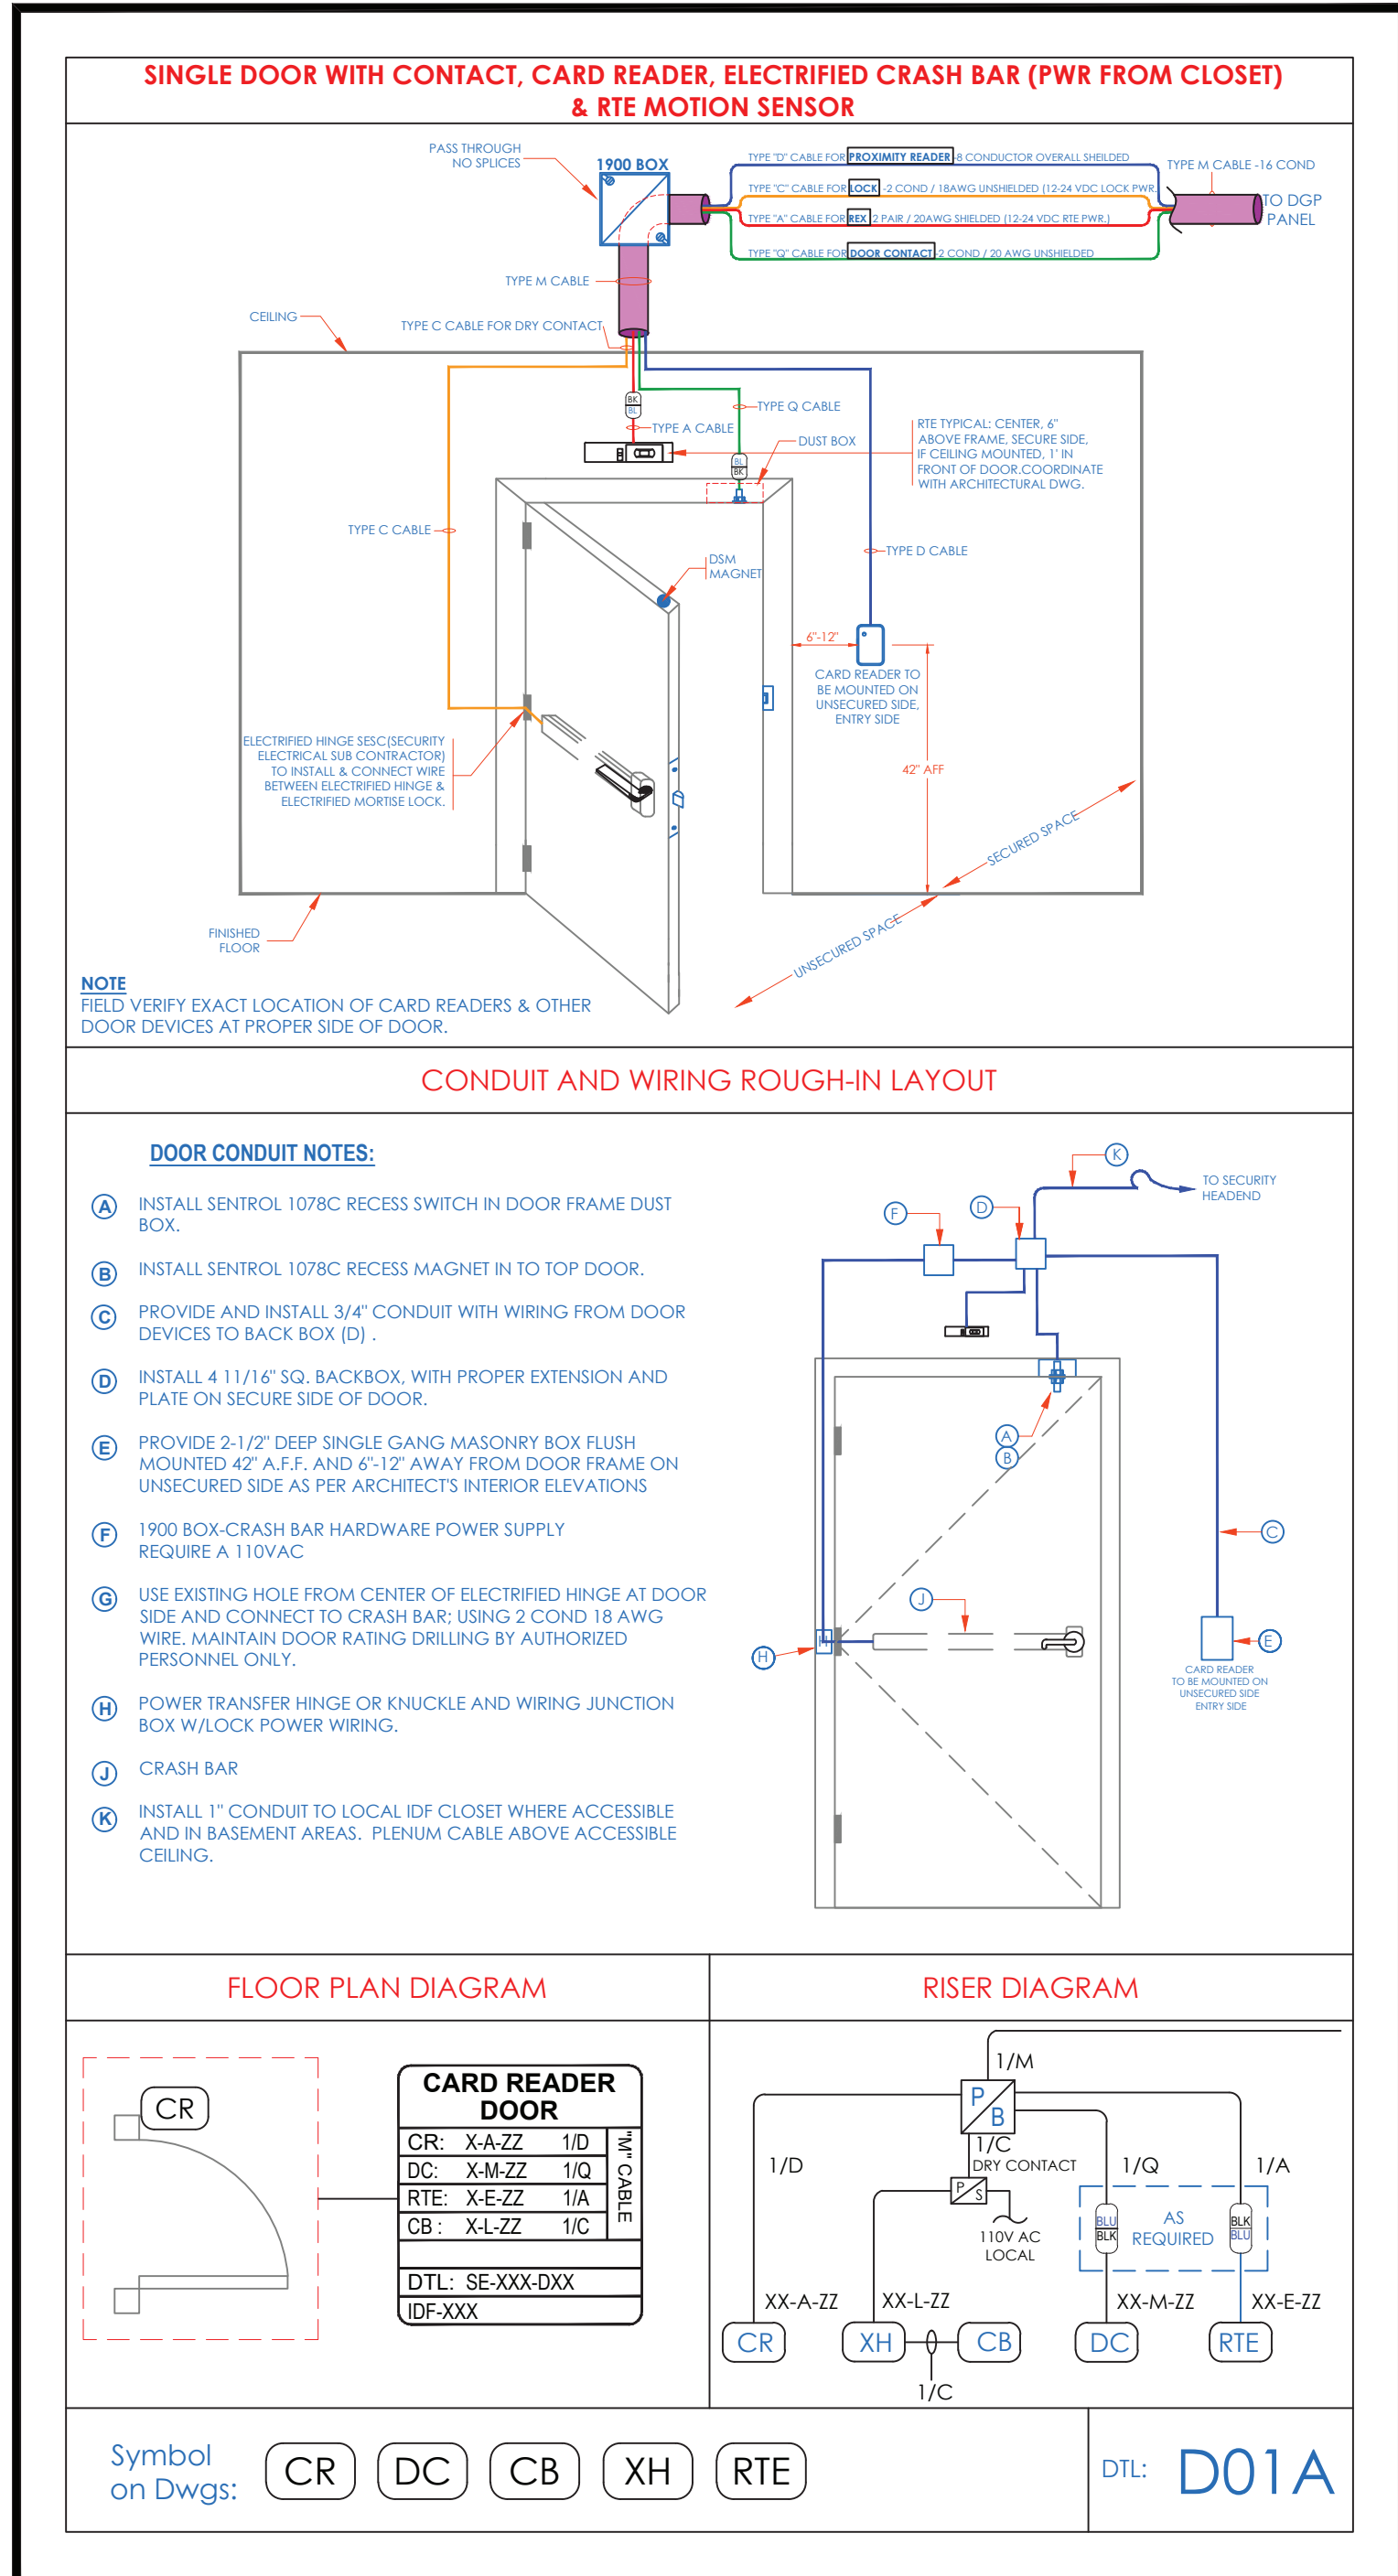 SINGLE DOOR WITH CONTACT, CARD READER, ELECTRIFIED CRASH BAR (PWR FROM CLOSET)
& RTE MOTION SENSOR
PASS THROUGH
NO SPLICES
1900 BOX
TYPE "D" CABLE FOR PROXIMITY READER-8 CONDUCTOR OVERALL SHEILDED
TYPE "C" CABLE FOR LOCK -2 COND / 18AWG UNSHIELDED (12-24 VDC LOCK PWR.
TYPE "A" CABLE FOR REX 2 PAIR / 20AWG SHIELDED (12-24 VDC RTE PWR.)
TYPE "Q" CABLE FOR DOOR CONTACT-2 COND / 20 AWG UNSHIELDED
TYPE M CABLE -16 COND
TO DGP
PANEL
TYPE M CABLE
CEILING
TYPE C CABLE FOR DRY CONTACT
BK
BL
TYPE A CABLE
TYPE Q CABLE
DUST BOX
BL
BK
RTE TYPICAL: CENTER, 6"
ABOVE FRAME, SECURE SIDE,
IF CEILING MOUNTED, 1' IN
FRONT OF DOOR.COORDINATE
WITH ARCHITECTURAL DWG.
TYPE C CABLE
DSM
MAGNET
TYPE D CABLE
6"-12"
CARD READER TO
BE MOUNTED ON
UNSECURED SIDE,
ENTRY SIDE
ELECTRIFIED HINGE SESC(SECURITY
ELECTRICAL SUB CONTRACTOR)
TO INSTALL & CONNECT WIRE
BETWEEN ELECTRIFIED HINGE &
ELECTRIFIED MORTISE LOCK.
42" AFF
SECURED SPACE
UNSECURED SPACE
FINISHED
FLOOR
NOTE
FIELD VERIFY EXACT LOCATION OF CARD READERS & OTHER
DOOR DEVICES AT PROPER SIDE OF DOOR.
CONDUIT AND WIRING ROUGH-IN LAYOUT
DOOR CONDUIT NOTES:
A INSTALL SENTROL 1078C RECESS SWITCH IN DOOR FRAME DUST
BOX.
B INSTALL SENTROL 1078C RECESS MAGNET IN TO TOP DOOR.
C PROVIDE AND INSTALL 3/4" CONDUIT WITH WIRING FROM DOOR
DEVICES TO BACK BOX (D) .
D INSTALL 4 11/16" SQ. BACKBOX, WITH PROPER EXTENSION AND
PLATE ON SECURE SIDE OF DOOR.
E PROVIDE 2-1/2" DEEP SINGLE GANG MASONRY BOX FLUSH
MOUNTED 42" A.F.F. AND 6"-12" AWAY FROM DOOR FRAME ON
UNSECURED SIDE AS PER ARCHITECT'S INTERIOR ELEVATIONS
F 1900 BOX-CRASH BAR HARDWARE POWER SUPPLY
REQUIRE A 110VAC
G USE EXISTING HOLE FROM CENTER OF ELECTRIFIED HINGE AT DOOR
SIDE AND CONNECT TO CRASH BAR; USING 2 COND 18 AWG
WIRE. MAINTAIN DOOR RATING DRILLING BY AUTHORIZED
PERSONNEL ONLY.
H POWER TRANSFER HINGE OR KNUCKLE AND WIRING JUNCTION
BOX W/LOCK POWER WIRING.
J CRASH BAR
K INSTALL 1" CONDUIT TO LOCAL IDF CLOSET WHERE ACCESSIBLE
AND IN BASEMENT AREAS. PLENUM CABLE ABOVE ACCESSIBLE
CEILING.
K
TO SECURITY
HEADEND
F
D
A
B
C
J
H
H
E
CARD READER
TO BE MOUNTED ON
UNSECURED SIDE
ENTRY SIDE
FLOOR PLAN DIAGRAM
CR
CARD READER
DOOR
CR: X-A-ZZ 1/D
DC: X-M-ZZ 1/Q
RTE: X-E-ZZ 1/A
CB : X-L-ZZ 1/C
"M" CABLE
DTL: SE-XXX-DXX
IDF-XXX
RISER DIAGRAM
1/M
P
B
1/C
DRY CONTACT
1/D
1/Q
1/A
P
S
110V AC
LOCAL
BLU
BLK
AS
REQUIRED
BLK
BLU
XX-A-ZZ
XX-L-ZZ
XX-M-ZZ
XX-E-ZZ
CR
XH
CB
DC
RTE
1/C
Symbol
on Dwgs:
CR DC CB XH RTE
DTL: D01A